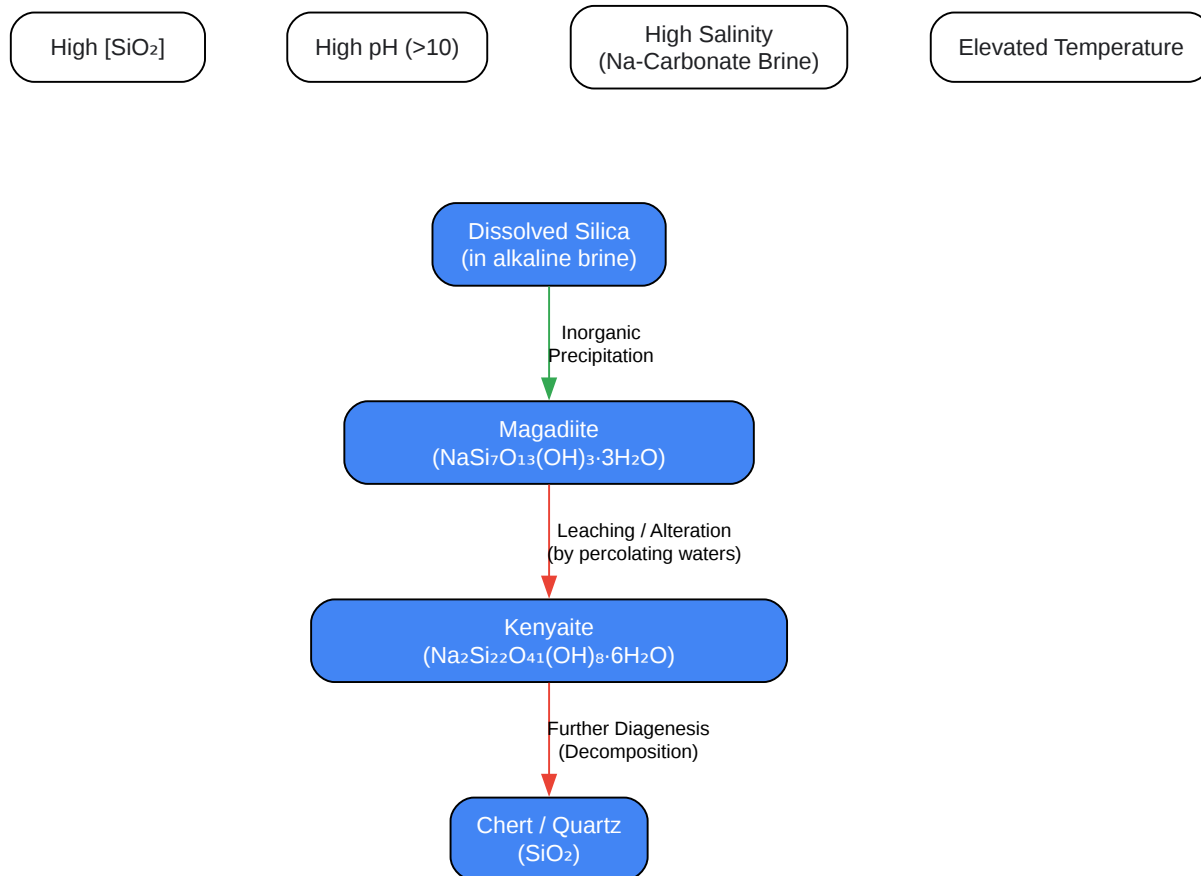 High [SiO₂]
High pH (>10)
High Salinity
(Na-Carbonate Brine)
Elevated Temperature
Dissolved Silica
(in alkaline brine)
Inorganic
Precipitation
Magadiite
(NaSi₇O₁₃(OH)₃·3H₂O)
Leaching / Alteration
(by percolating waters)
Kenyaite
(Na₂Si₂₂O₄₁(OH)₈·6H₂O)
Further Diagenesis
(Decomposition)
Chert / Quartz
(SiO₂)